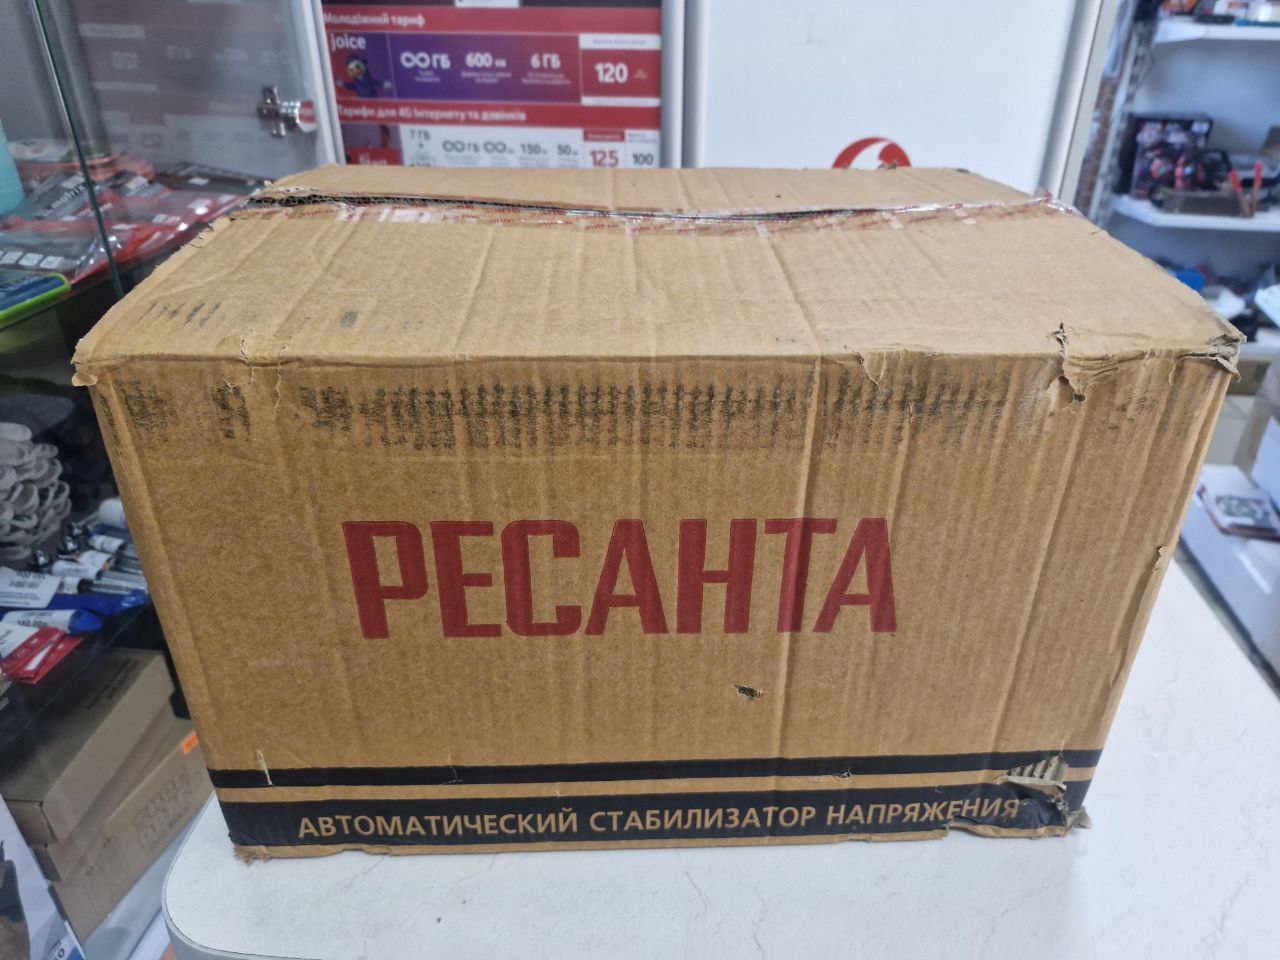 Молодіжний тариф
joice
∞ГБ
600 хв
6 ГБ
120
Тарифи для 4G Інтернету та дзвінків
7 ГБ
∞ГБ
150
50
125
100
РЕСАНТА
АВТОМАТИЧЕСКИЙ СТАБИЛИЗАТОР НАПРЯЖЕНИЯ